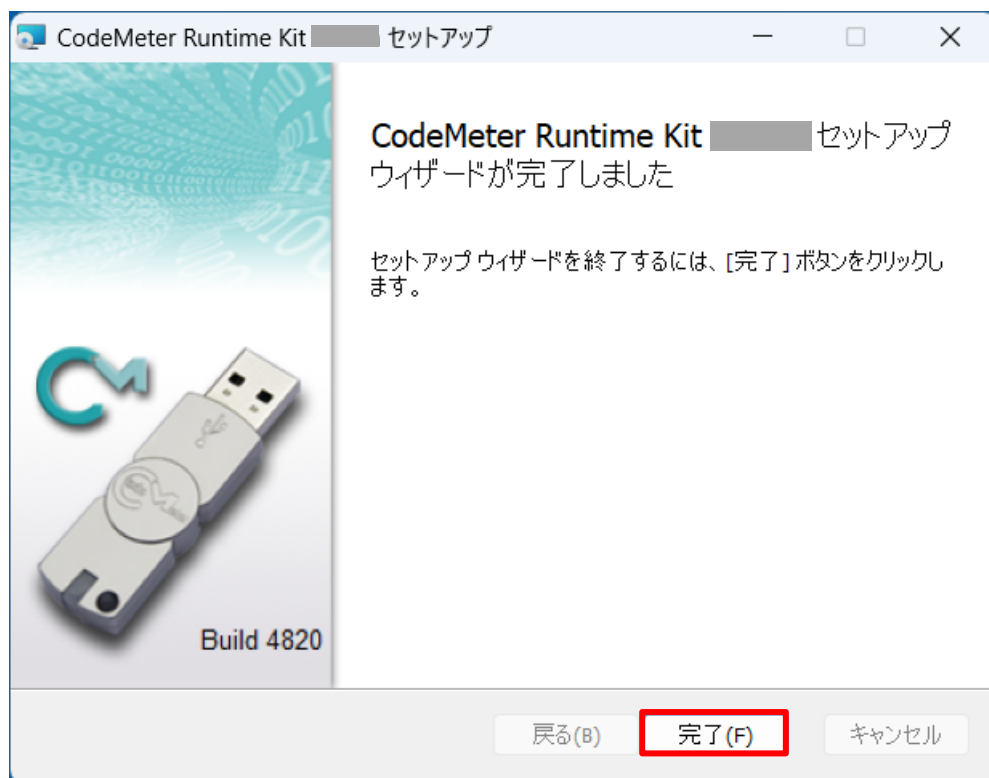 CodeMeter Runtime Kit セットアップ
CodeMeter Runtime Kit セットアップ
ウィザードが完了しました
セットアップ ウィザードを終了するには、[完了] ボタンをクリックし
ます。
CM
Build 4820
戻る(B) 完了(F) キャンセル